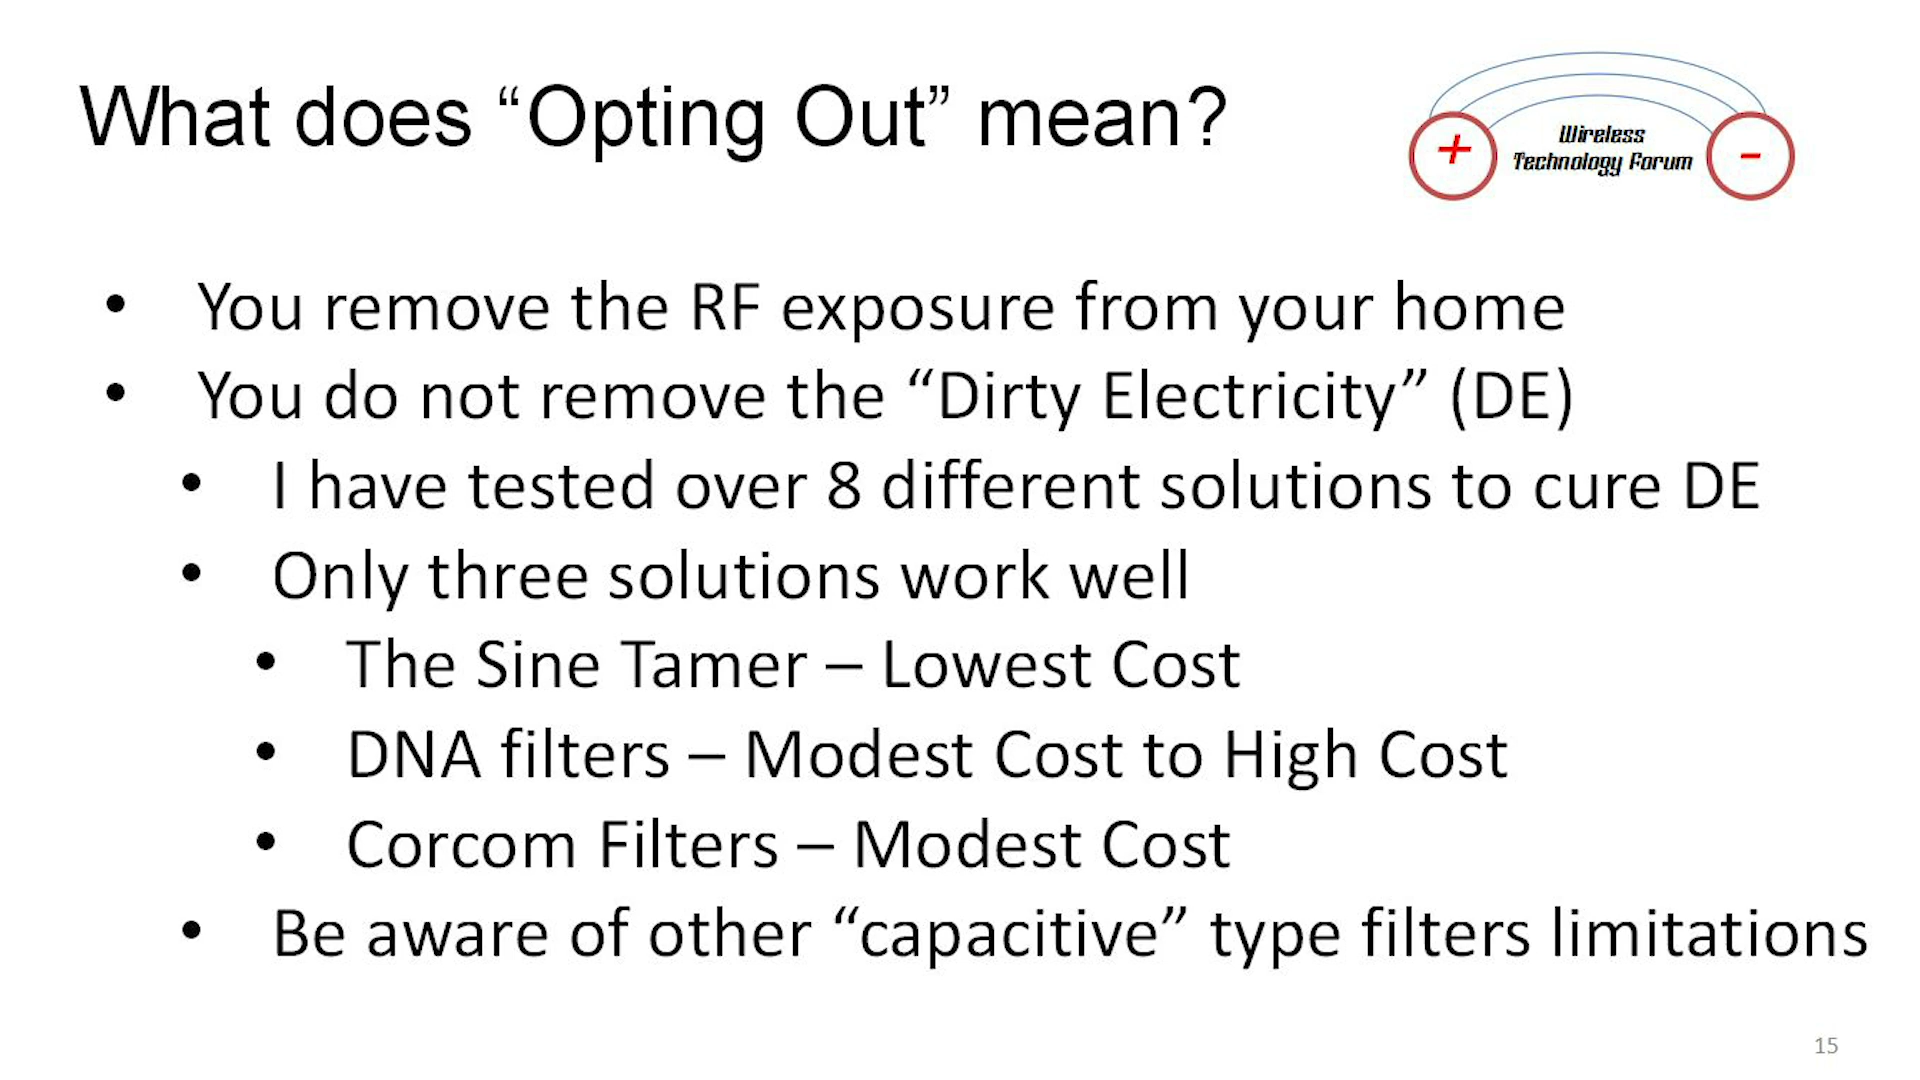 What does “Opting Out” mean?
+
Wireless
Technology Forum
-
• You remove the RF exposure from your home
• You do not remove the “Dirty Electricity” (DE)
• I have tested over 8 different solutions to cure DE
• Only three solutions work well
• The Sine Tamer – Lowest Cost
• DNA filters – Modest Cost to High Cost
• Corcom Filters – Modest Cost
• Be aware of other “capacitive” type filters limitations
15